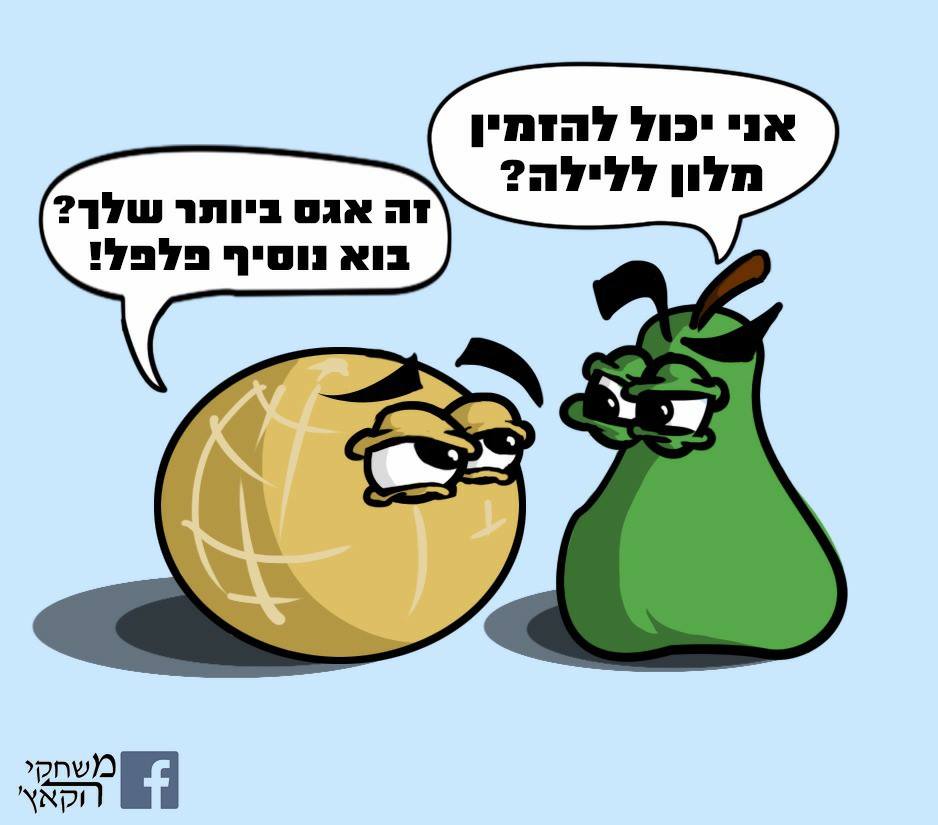 אני יכול להזמין
מלון ללילה?
זה אגס ביותר שלך?
בוא נוסיף פלפל!
משחקי
הקאץ'